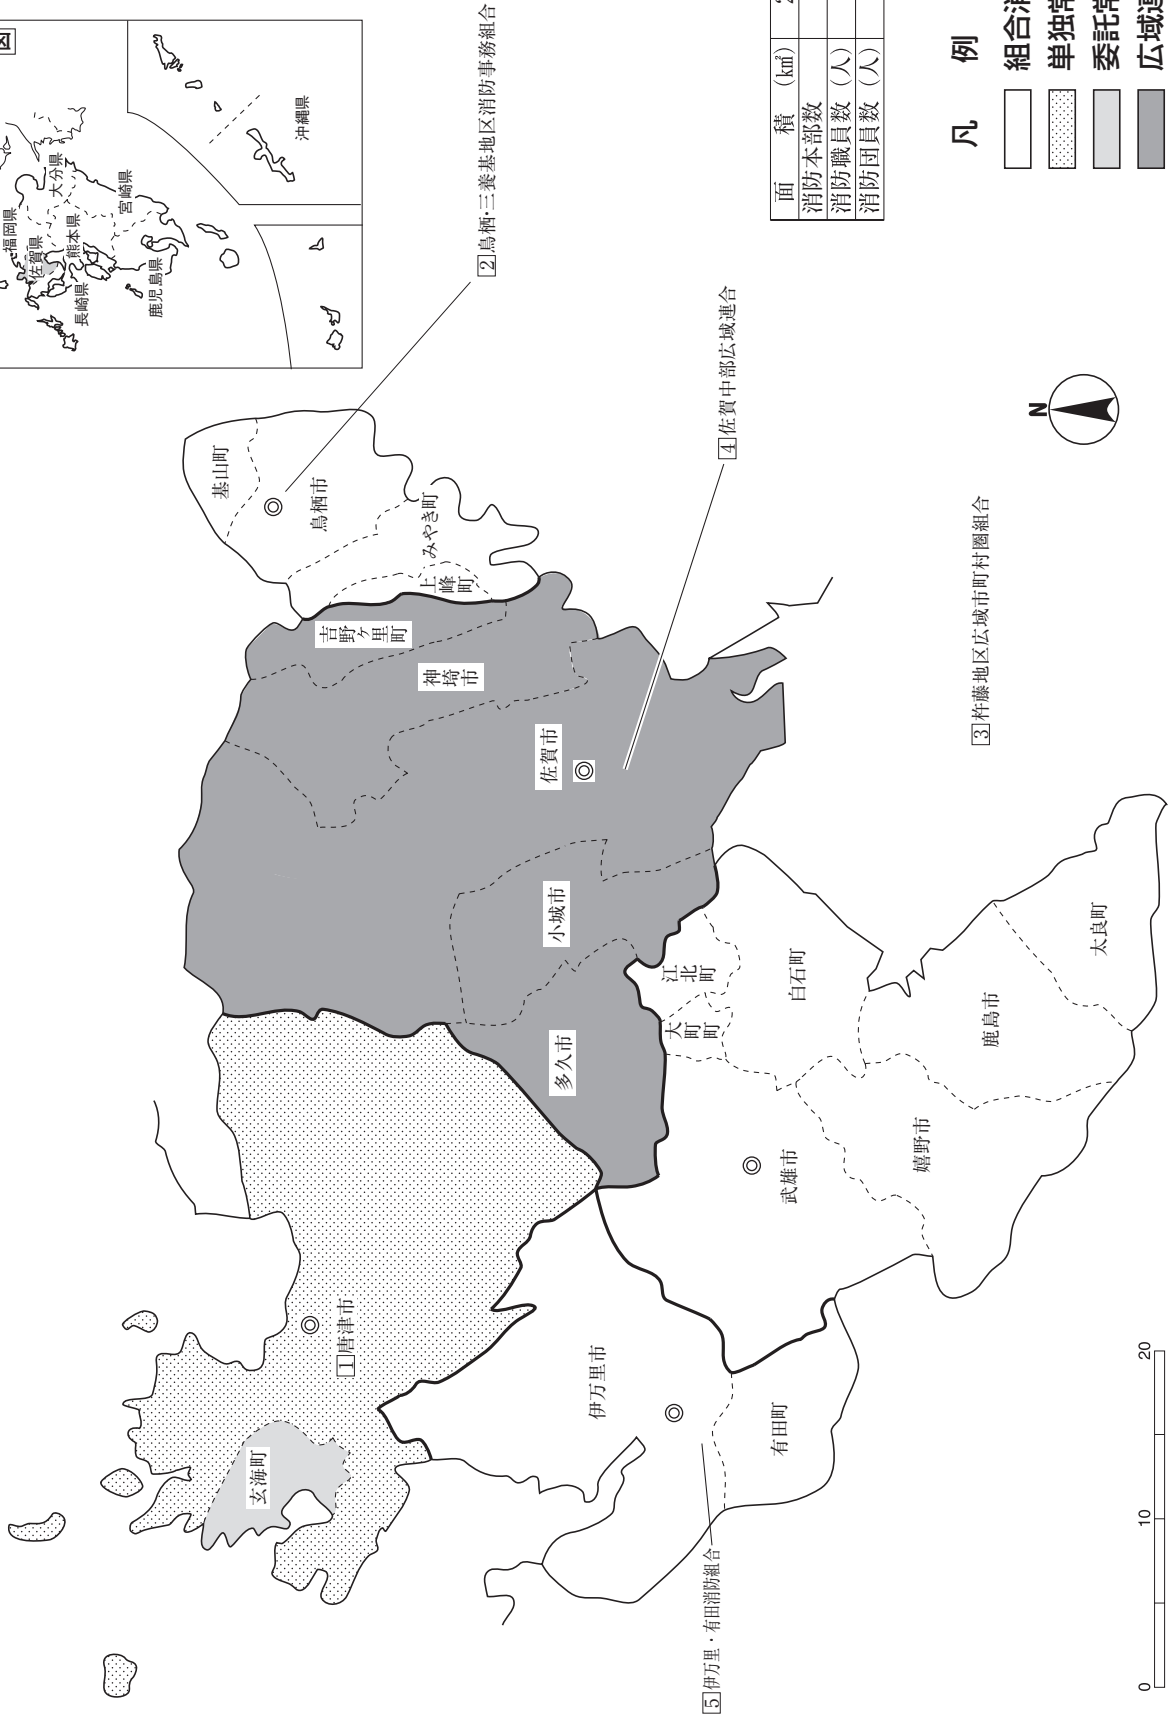 図
福岡県
佐賀県
大分県
長崎県
熊本県
宮崎県
鹿児島県
沖縄県
2 鳥栖・三養基地区消防事務組合
面積(㎢) 2
消防本部数
消防職員数(人)
消防団員数(人)
凡例
基山町
鳥栖市
みやき町
上峰町
吉野ヶ里町
神埼市
4 佐賀中部広域連合
N
佐賀市
3 杵藤地区広域市町村圏組合
小城市
多久市
江北町
大町町
白石町
太良町
鹿島市
嬉野市
武雄市
1 唐津市
玄海町
伊万里市
有田町
5 伊万里・有田消防組合
0 10 20